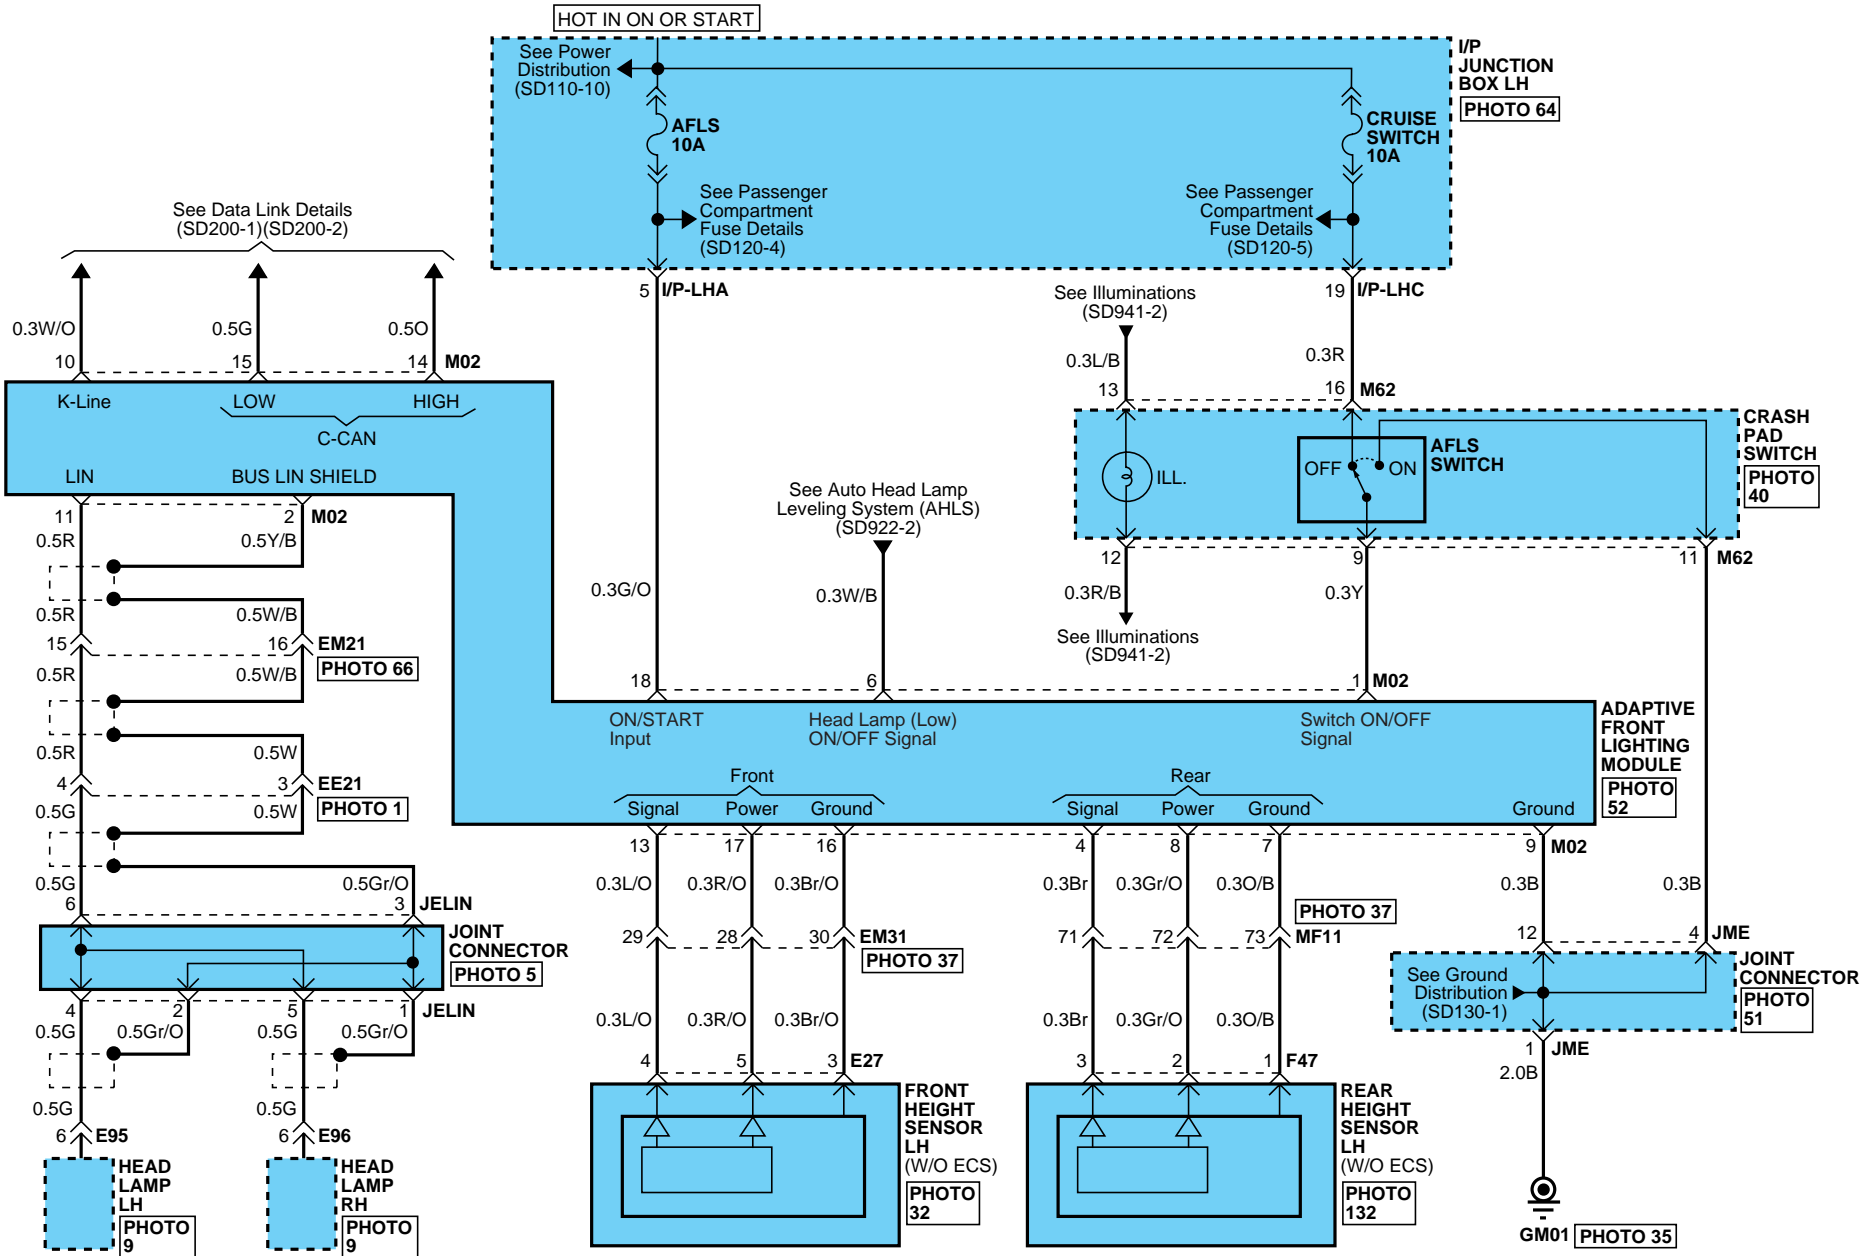 HOT IN ON OR START
See Power
Distribution
(SD110-10)
AFLS
10A
CRUISE
SWITCH
10A
I/P
JUNCTION
BOX LH
PHOTO 64
See Passenger
Compartment
Fuse Details
(SD120-4)
See Passenger
Compartment
Fuse Details
(SD120-5)
See Data Link Details
(SD200-1)(SD200-2)
0.3W/O
0.5G
0.5O
10
15
14 M02
5 I/P-LHA
19 I/P-LHC
See Illuminations
(SD941-2)
0.3L/B
0.3R
13
16 M62
K-Line
LOW
HIGH
C-CAN
LIN
BUS LIN SHIELD
OFF
ON
AFLS
SWITCH
ILL.
CRASH
PAD
SWITCH
PHOTO
40
See Auto Head Lamp
Leveling System (AHLS)
(SD922-2)
11
2 M02
0.5R
0.5Y/B
12
9
11 M62
0.3G/O
0.3W/B
0.3R/B
0.3Y
See Illuminations
(SD941-2)
0.5R
0.5W/B
15
16 EM21
PHOTO 66
0.5R
0.5W/B
18
6
1 M02
ON/START
Input
Head Lamp (Low)
ON/OFF Signal
Switch ON/OFF
Signal
ADAPTIVE
FRONT
LIGHTING
MODULE
PHOTO
52
0.5R
0.5W
4
3 EE21
PHOTO 1
0.5G
0.5W
Front
Signal
Power
Ground
Rear
Signal
Power
Ground
Ground
13
17
16
4
8
7
9 M02
0.5G
0.5Gr/O
0.3L/O
0.3R/O
0.3Br/O
0.3Br
0.3Gr/O
0.3O/B
0.3B
0.3B
6
3 JELIN
JOINT
CONNECTOR
PHOTO 5
29
28
30 EM31
PHOTO 37
PHOTO 37
71
72
73 MF11
12
4 JME
See Ground
Distribution
(SD130-1)
JOINT
CONNECTOR
PHOTO
51
4
2
5
1 JELIN
0.5G
0.5Gr/O
0.5G
0.5Gr/O
0.3L/O
0.3R/O
0.3Br/O
0.3Br
0.3Gr/O
0.3O/B
4
5
3 E27
3
2
1 F47
1 JME
2.0B
0.5G
0.5G
6 E95
6 E96
HEAD
LAMP
LH
PHOTO
9
HEAD
LAMP
RH
PHOTO
9
FRONT
HEIGHT
SENSOR
LH
(W/O ECS)
PHOTO
32
REAR
HEIGHT
SENSOR
LH
(W/O ECS)
PHOTO
132
GM01 PHOTO 35